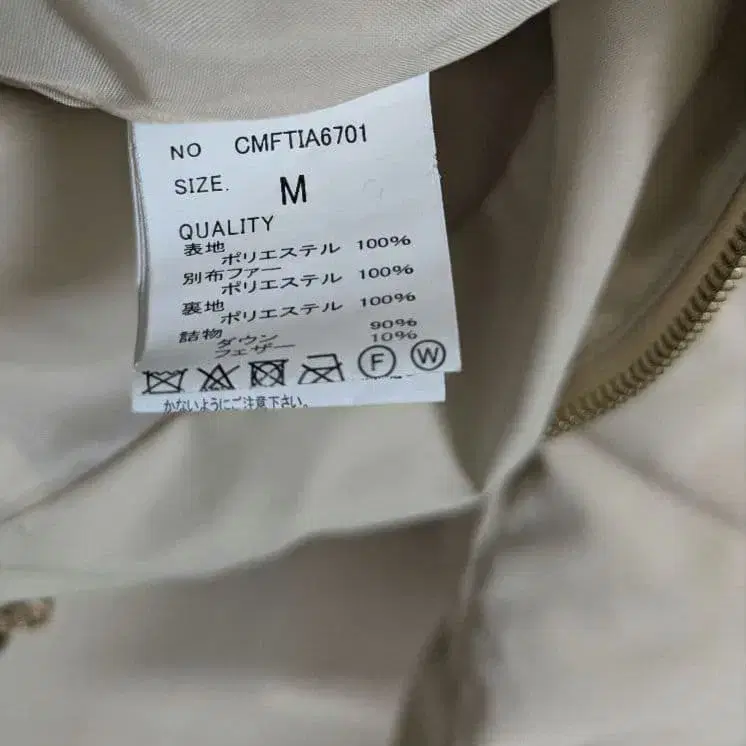 NO CMFTIA6701
SIZE. M
QUALITY
表地
ポリエステル 100%
別布ファー
ポリエステル 100%
裏地
ポリエステル 100%
詰物
ダウン 90%
フェザー 10%
F W
かないようにご注意下さい。